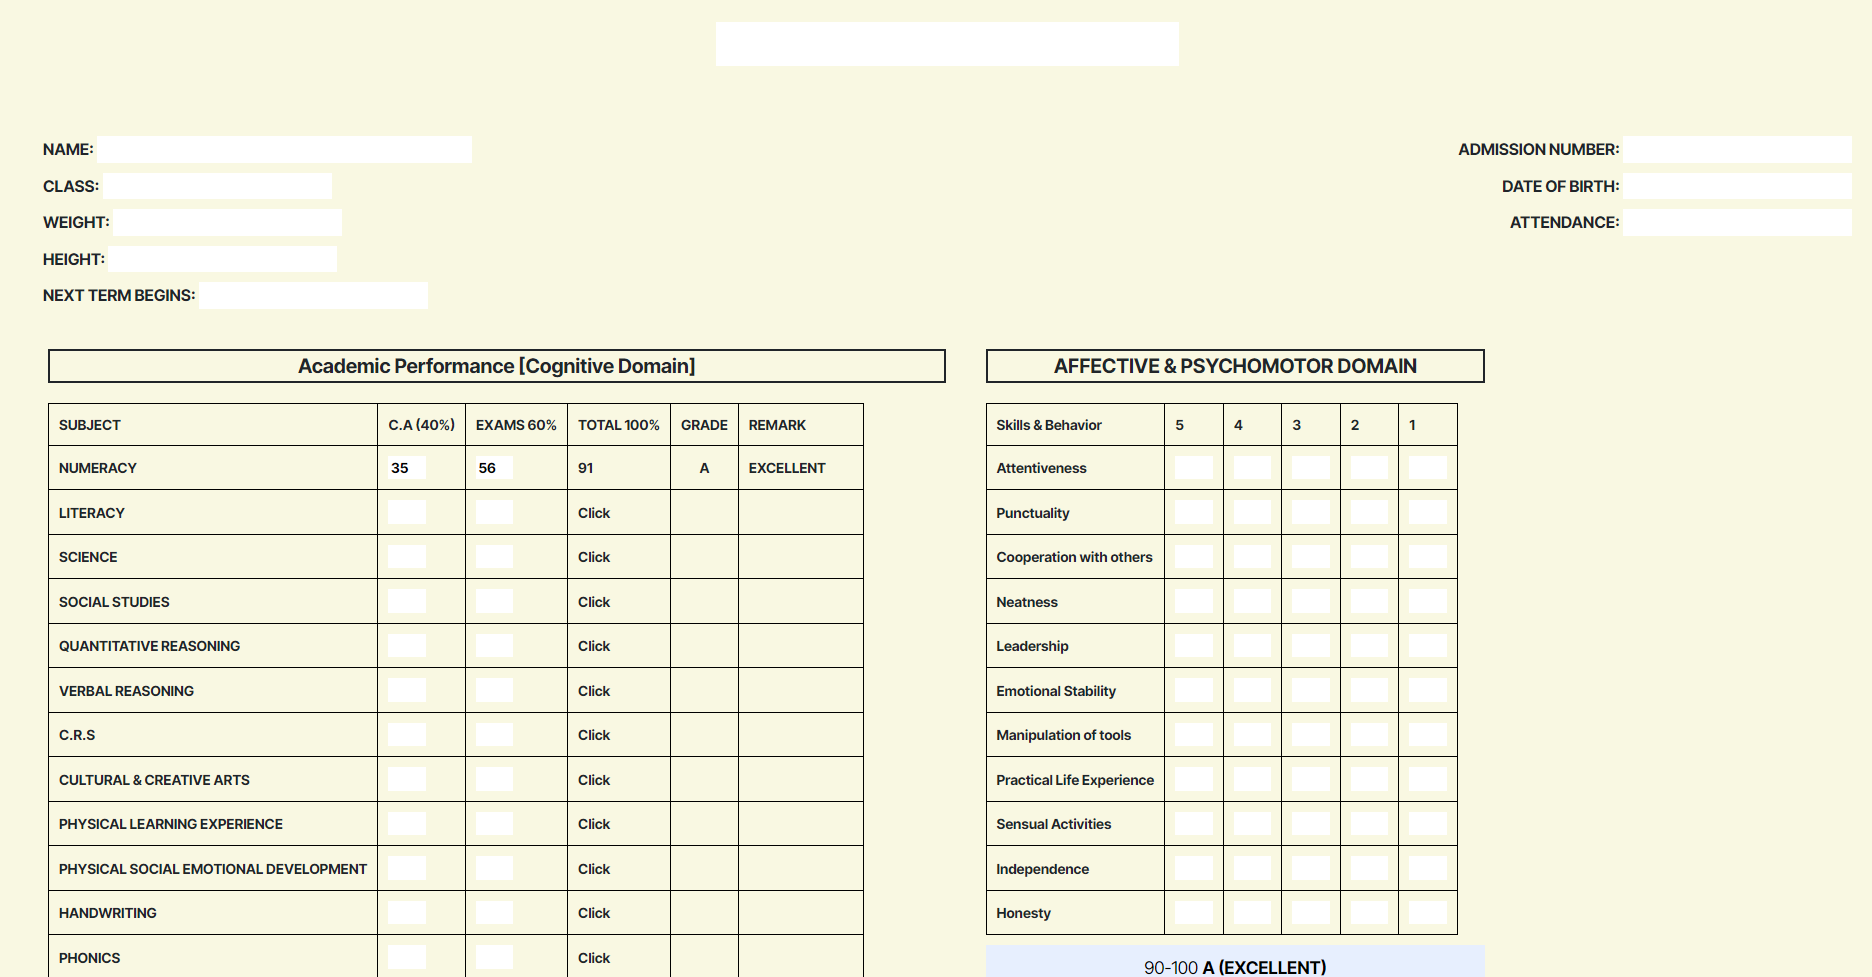 NAME:
CLASS:
WEIGHT:
HEIGHT:
NEXT TERM BEGINS:
ADMISSION NUMBER:
DATE OF BIRTH:
ATTENDANCE:
Academic Performance [Cognitive Domain]
SUBJECT C.A (40%) EXAMS 60% TOTAL 100% GRADE REMARK
NUMERACY 35 56 91 A EXCELLENT
LITERACY Click
SCIENCE Click
SOCIAL STUDIES Click
QUANTITATIVE REASONING Click
VERBAL REASONING Click
C.R.S Click
CULTURAL & CREATIVE ARTS Click
PHYSICAL LEARNING EXPERIENCE Click
PHYSICAL SOCIAL EMOTIONAL DEVELOPMENT Click
HANDWRITING Click
PHONICS Click
AFFECTIVE & PSYCHOMOTOR DOMAIN
Skills & Behavior 5 4 3 2 1
Attentiveness
Punctuality
Cooperation with others
Neatness
Leadership
Emotional Stability
Manipulation of tools
Practical Life Experience
Sensual Activities
Independence
Honesty
90-100 A (EXCELLENT)